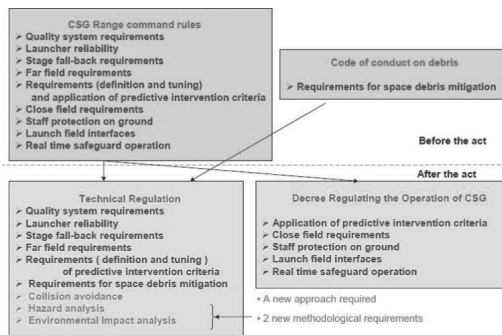 CSG Range command rules
➢ Quality system requirements
➢ Launcher reliability
➢ Stage fall-back requirements
➢ Far field requirements
➢ Requirements (definition and tuning)
and application of predictive intervention criteria
➢ Close field requirements
➢ Staff protection on ground
➢ Launch field interfaces
➢ Real time safeguard operation
Code of conduct on debris
➢ Requirements for space debris mitigation
Before the act
After the act
Technical Regulation
➢ Quality system requirements
➢ Launcher reliability
➢ Stage fall-back requirements
➢ Far field requirements
➢ Requirements ( definition and tuning )
of predictive intervention criteria
➢ Requirements for space debris mitigation
➢ Collision avoidance
➢ Hazard analysis
➢ Environmental Impact analysis
Decree Regulating the Operation of CSG
➢ Application of predictive intervention criteria
➢ Close field requirements
➢ Staff protection on ground
➢ Launch field interfaces
➢ Real time safeguard operation
• A new approach required
• 2 new methodological requirements